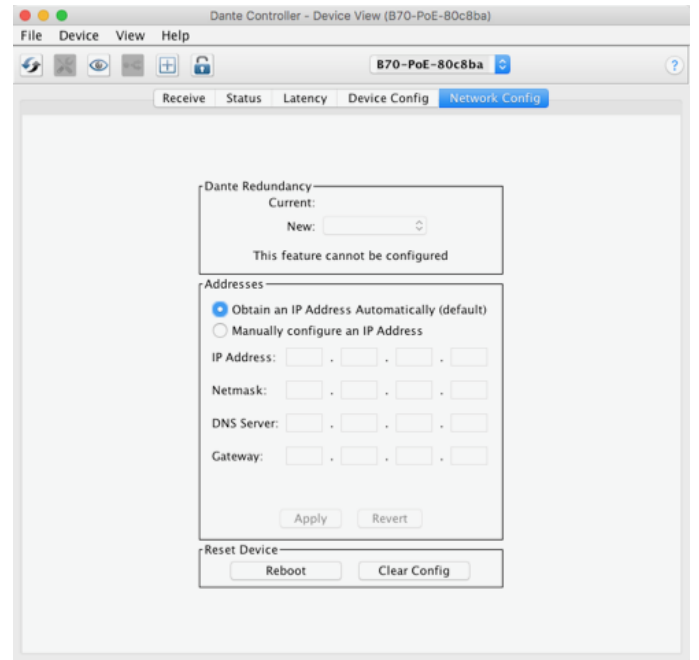 Dante Controller - Device View (B70-PoE-80c8ba)
File Device View Help
B70-PoE-80c8ba ?
Receive Status Latency Device Config Network Config
Dante Redundancy
Current:
New:
This feature cannot be configured
Addresses
Obtain an IP Address Automatically (default)
Manually configure an IP Address
IP Address: . . .
Netmask: . . .
DNS Server: . . .
Gateway: . . .
Apply Revert
Reset Device
Reboot Clear Config